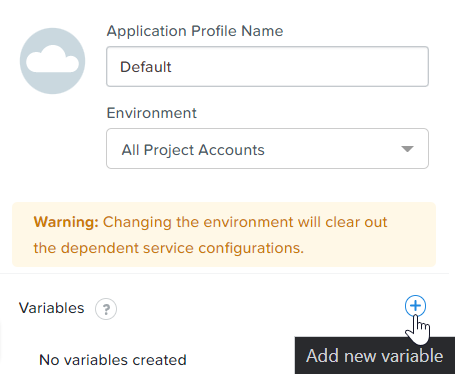 Application Profile Name
Default
Environment
All Project Accounts
Warning: Changing the environment will clear out
the dependent service configurations.
Variables ?
No variables created
Add new variable